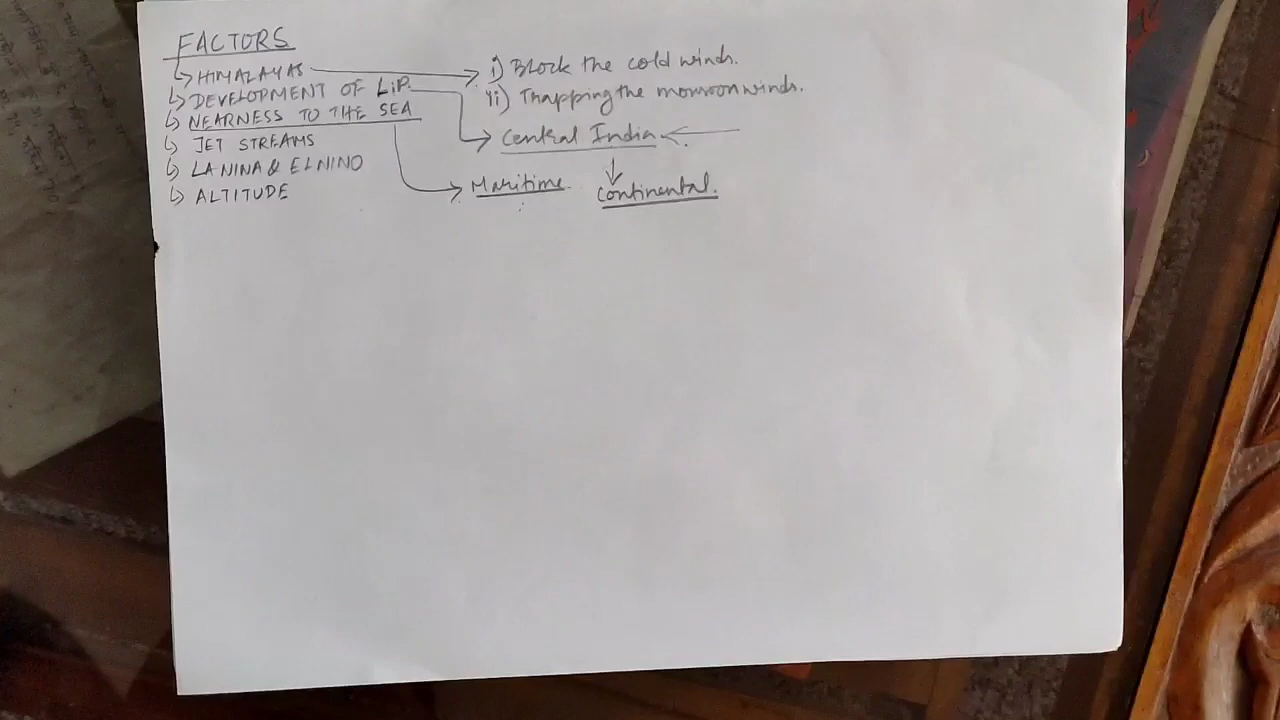 FACTORS
↳ HIMALAYAS → i) Block the cold winds.
ii) Trapping the monsoon winds.
↳ DEVELOPMENT OF L.P. → Central India ←
↳ NEARNESS TO THE SEA → Maritime. Continental.
↳ JET STREAMS
↳ LA NINA & EL NINO
↳ ALTITUDE